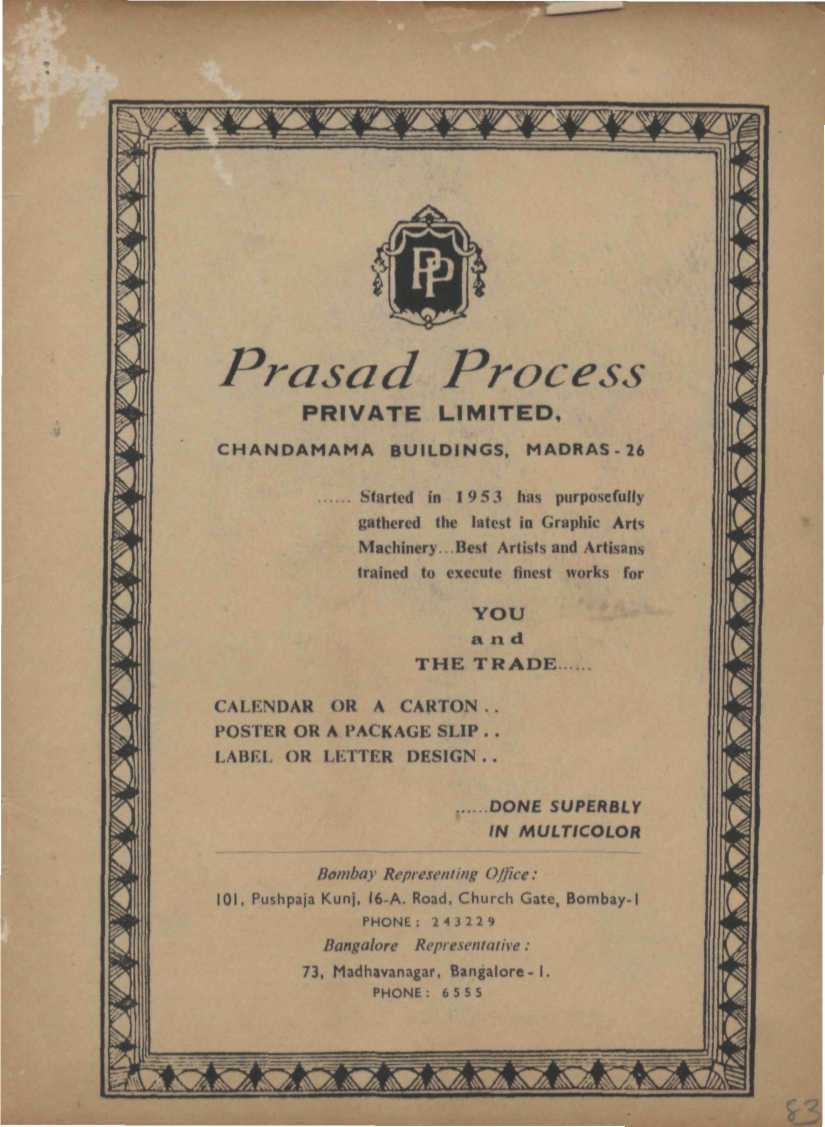 PP
Prasad Process
PRIVATE LIMITED,
CHANDAMAMA BUILDINGS, MADRAS - 26
...... Started in 1953 has purposefully
gathered the latest in Graphic Arts
Machinery...Best Artists and Artisans
trained to execute finest works for
YOU
and
THE TRADE......
CALENDAR OR A CARTON..
POSTER OR A PACKAGE SLIP..
LABEL OR LETTER DESIGN..
......DONE SUPERBLY
IN MULTICOLOR
Bombay Representing Office:
101, Pushpaja Kunj, 16-A. Road, Church Gate, Bombay-1
PHONE: 243229
Bangalore Representative:
73, Madhavanagar, Bangalore-1.
PHONE: 6555
83